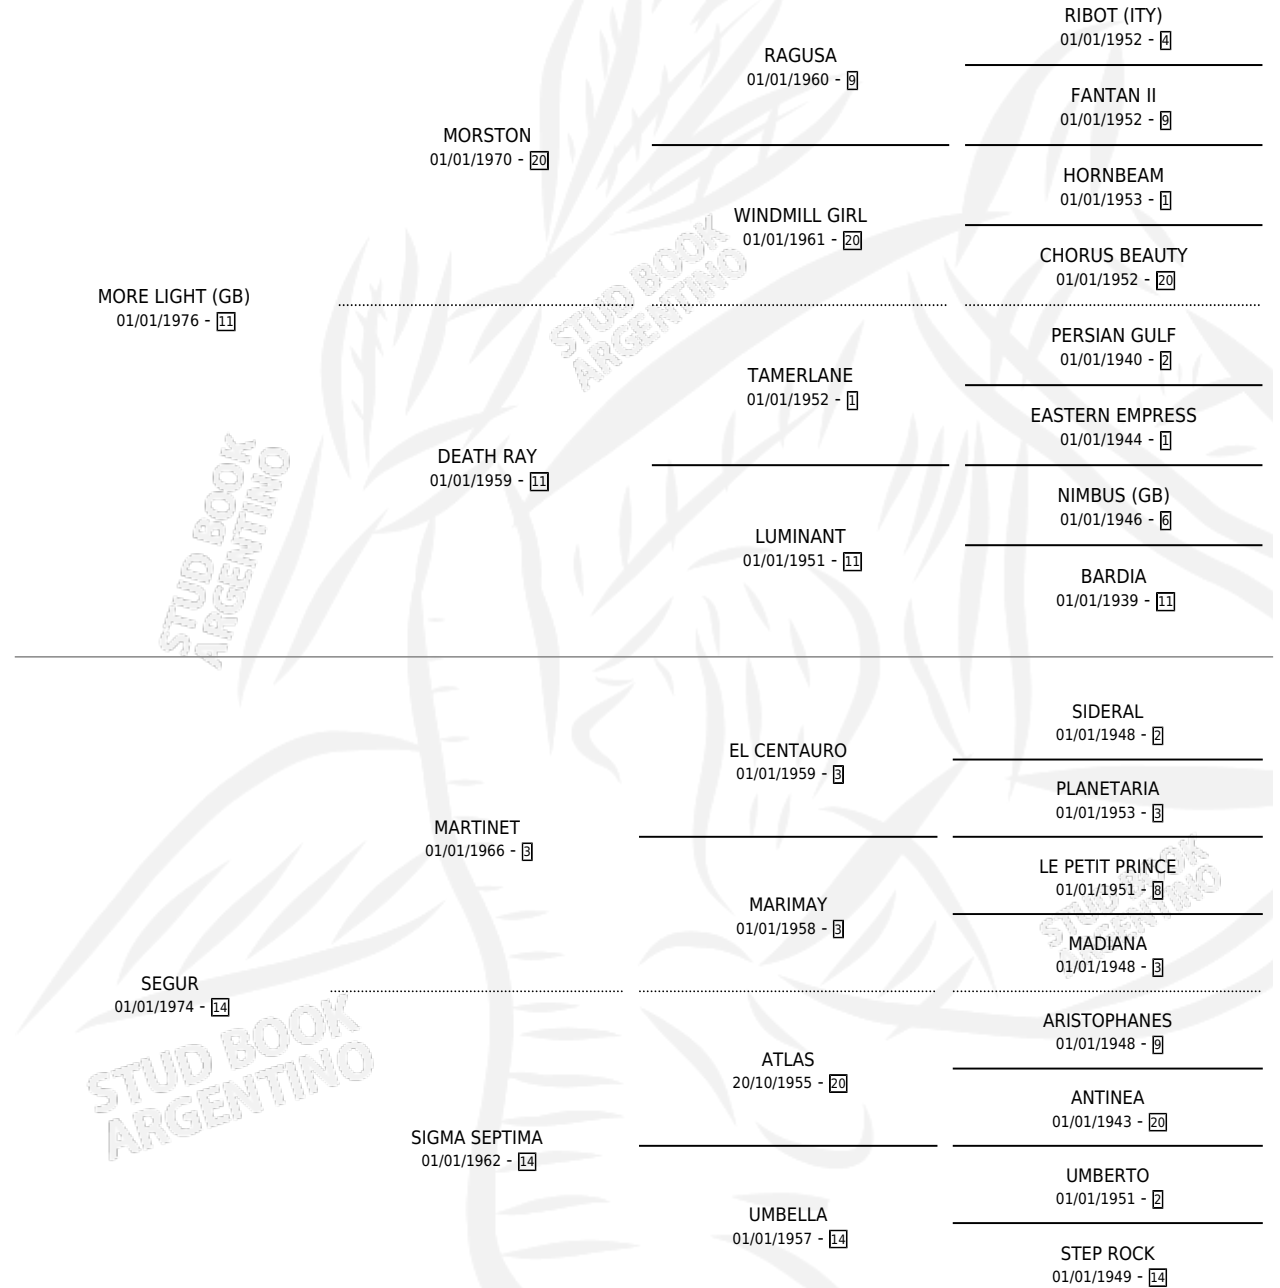 RIBOT (ITY)
01/01/1952 - 4
RAGUSA
01/01/1960 - 9
FANTAN II
01/01/1952 - 9
MORSTON
01/01/1970 - 20
HORNBEAM
01/01/1953 - 1
WINDMILL GIRL
01/01/1961 - 20
CHORUS BEAUTY
01/01/1952 - 20
MORE LIGHT (GB)
01/01/1976 - 11
STUD BOOK
ARGENTINO
PERSIAN GULF
01/01/1940 - 2
TAMERLANE
01/01/1952 - 1
EASTERN EMPRESS
01/01/1944 - 1
DEATH RAY
01/01/1959 - 11
NIMBUS (GB)
01/01/1946 - 6
LUMINANT
01/01/1951 - 11
BARDIA
01/01/1939 - 11
STUD BOOK
ARGENTINO
SIDERAL
01/01/1948 - 2
EL CENTAURO
01/01/1959 - 3
PLANETARIA
01/01/1953 - 3
MARTINET
01/01/1966 - 3
LE PETIT PRINCE
01/01/1951 - 8
MARIMAY
01/01/1958 - 3
MADIANA
01/01/1948 - 3
STUD BOOK
ARGENTINO
SEGUR
01/01/1974 - 14
ARISTOPHANES
01/01/1948 - 9
ATLAS
20/10/1955 - 20
ANTINEA
01/01/1943 - 20
STUD BOOK
ARGENTINO
SIGMA SEPTIMA
01/01/1962 - 14
UMBERTO
01/01/1951 - 2
UMBELLA
01/01/1957 - 14
STEP ROCK
01/01/1949 - 14